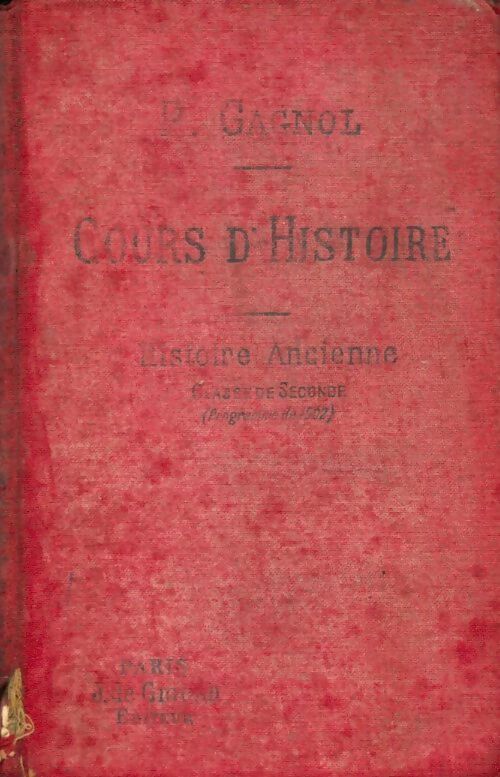 P. GAGNOL
COURS D'HISTOIRE
Histoire Ancienne
CLASSE DE SECONDE
(Programme de 1902)
PARIS
J. de GIGORD
ÉDITEUR